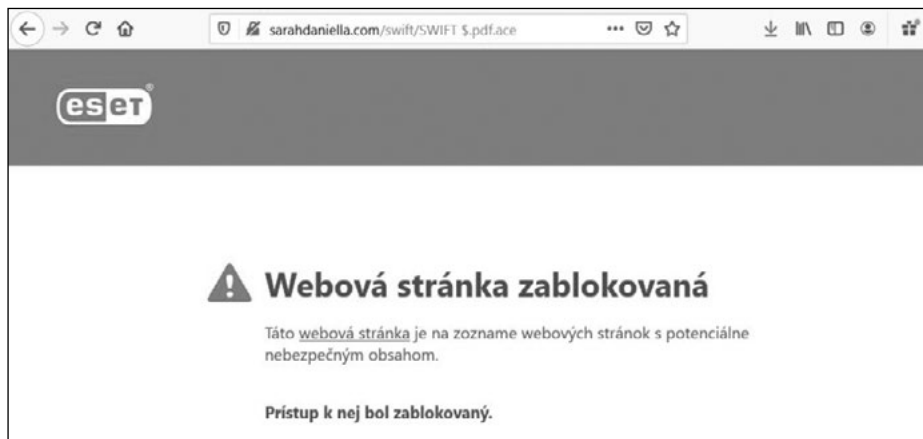 sarahdaniella.com/swift/SWIFT $.pdf.ace
eseT®
Webová stránka zablokovaná
Táto webová stránka je na zozname webových stránok s potenciálne
nebezpečným obsahom.
Prístup k nej bol zablokovaný.